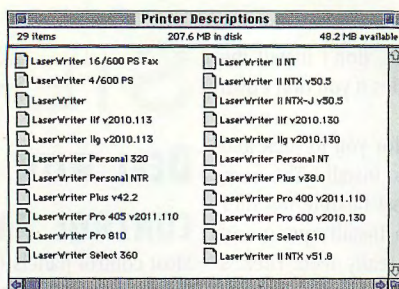 Printer Descriptions
29 items 207.6 MB in disk 48.2 MB available
LaserWriter 16/600 PS Fax LaserWriter II NT
LaserWriter 4/600 PS LaserWriter II NTX v50.5
LaserWriter LaserWriter II NTX-J v50.5
LaserWriter IIf v2010.113 LaserWriter IIf v2010.130
LaserWriter IIg v2010.113 LaserWriter IIg v2010.130
LaserWriter Personal 320 LaserWriter Personal NT
LaserWriter Personal NTR LaserWriter Plus v38.0
LaserWriter Plus v42.2 LaserWriter Pro 400 v2011.110
LaserWriter Pro 405 v2011.110 LaserWriter Pro 600 v2010.130
LaserWriter Pro 810 LaserWriter Select 610
LaserWriter Select 360 LaserWriter II NTX v51.8